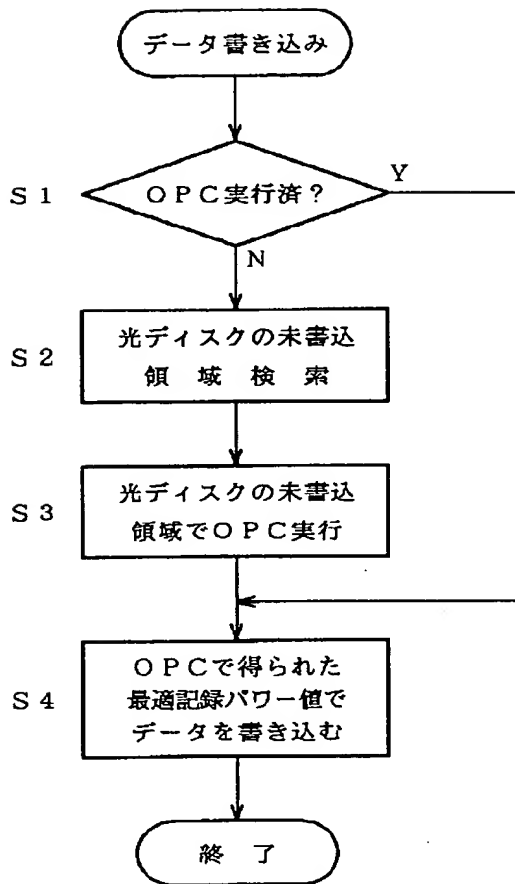 データ書き込み
S1
OPC実行済?
Y
N
S2
光ディスクの未書込
領域検索
S3
光ディスクの未書込
領域でOPC実行
S4
OPCで得られた
最適記録パワー値で
データを書き込む
終了